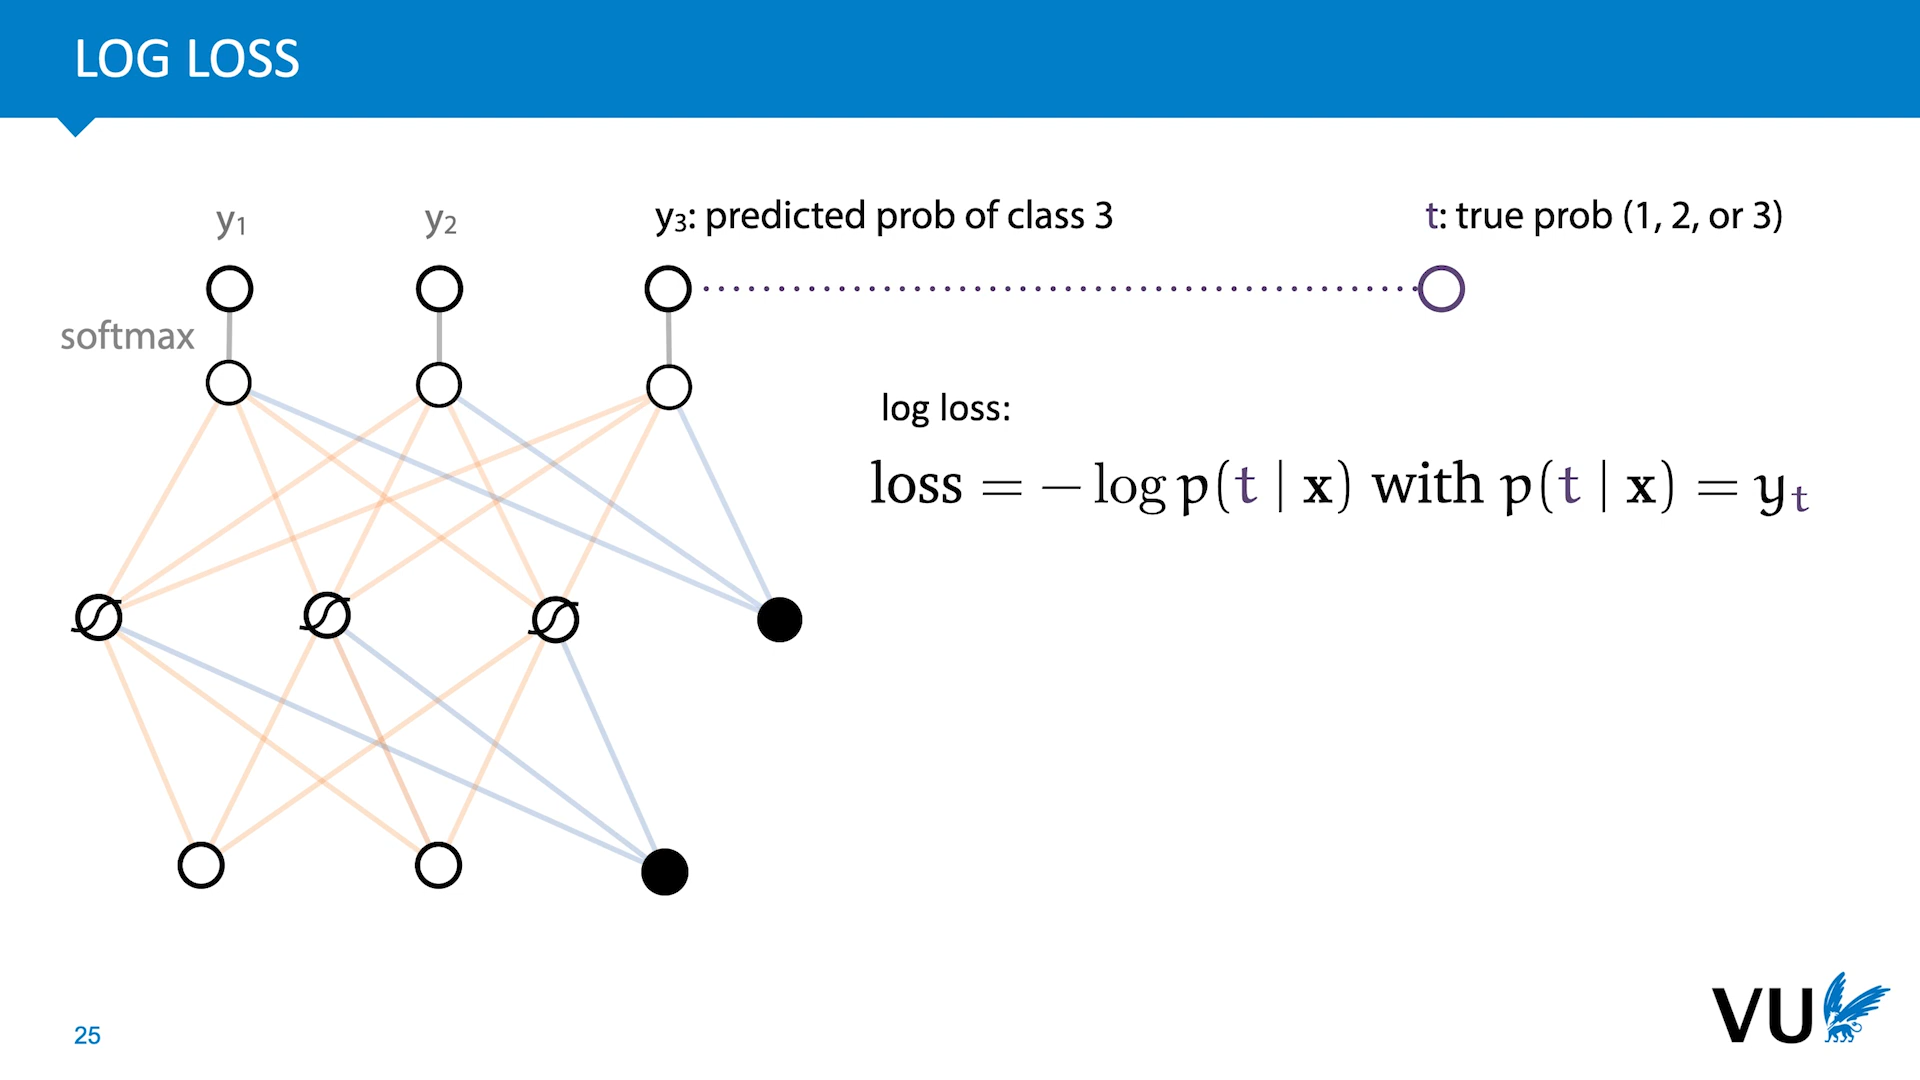 LOG LOSS
y₁ y₂ y₃: predicted prob of class 3 t: true prob (1, 2, or 3)
softmax
log loss:
loss = − log p(t | x) with p(t | x) = yₜ
25
VU